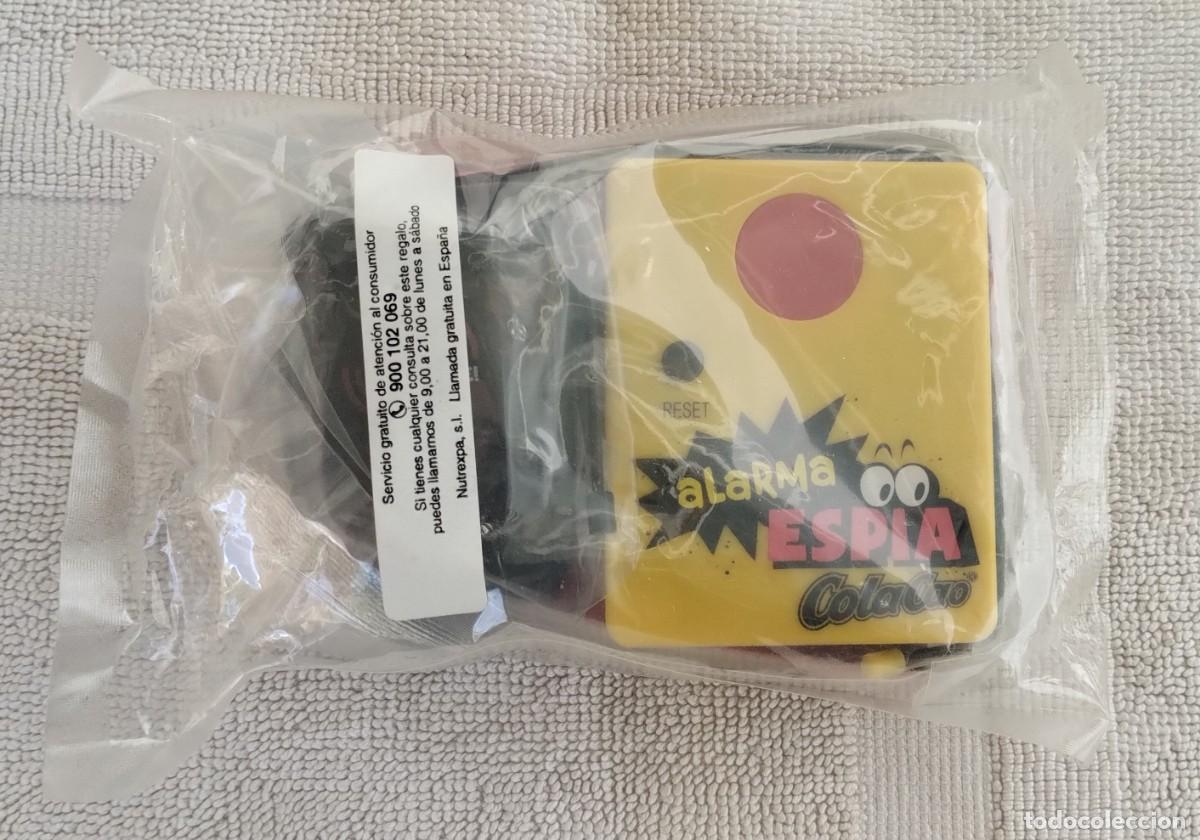 Servicio gratuito de atención al consumidor
900 102 069
Si tienes cualquier consulta sobre este regalo,
puedes llamarnos de 9,00 a 21,00 de lunes a sábado
Nutrexpa, s.l. Llamada gratuita en España
RESET
aLaRMa
ESPIA
ColaCao®
todocoleccion